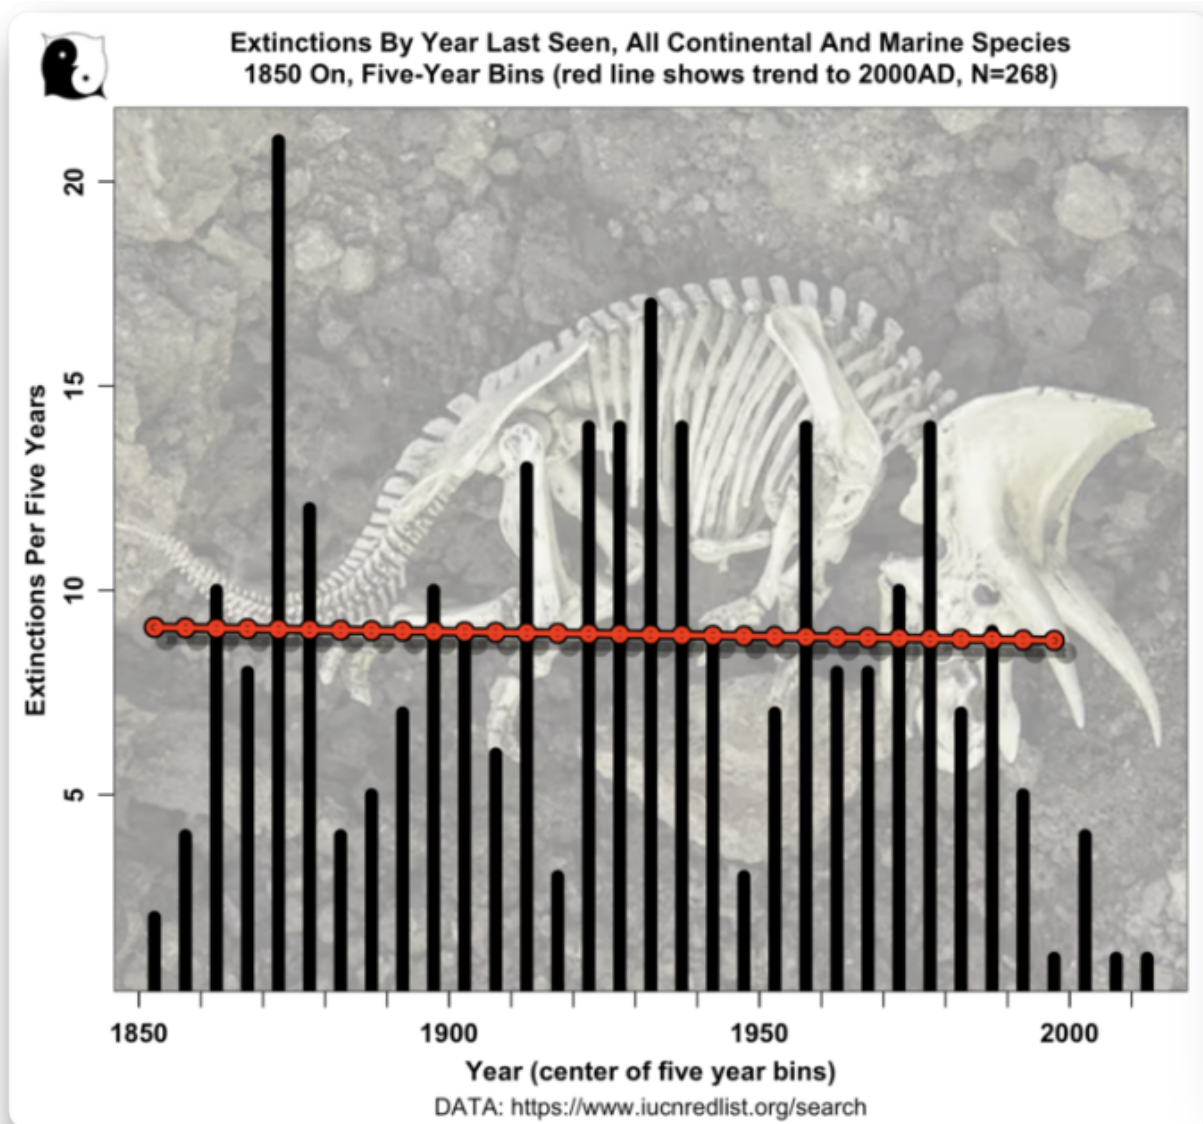 Extinctions By Year Last Seen, All Continental And Marine Species
1850 On, Five-Year Bins (red line shows trend to 2000AD, N=268)
Extinctions Per Five Years
20
15
10
5
1850 1900 1950 2000
Year (center of five year bins)
DATA: https://www.iucnredlist.org/search